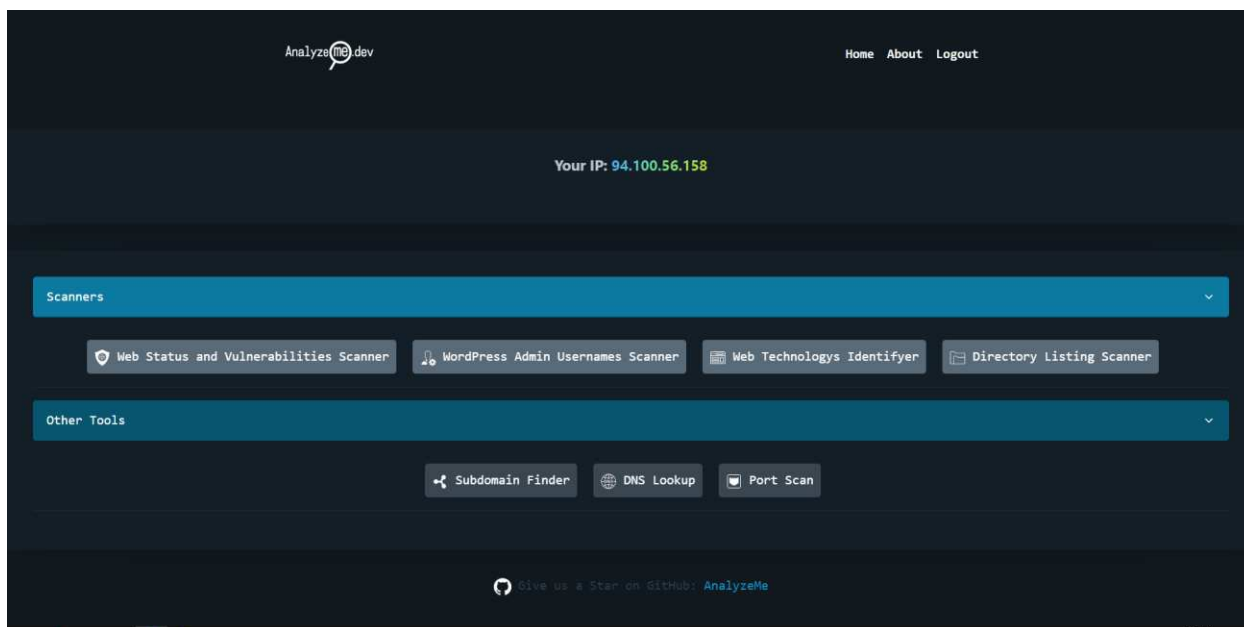 Analyzeme.dev
Home About Logout
Your IP: 94.100.56.158
Scanners
Web Status and Vulnerabilities Scanner WordPress Admin Usernames Scanner Web Technologys Identifyer Directory Listing Scanner
Other Tools
Subdomain Finder DNS Lookup Port Scan
Give us a Star on GitHub: AnalyzeMe